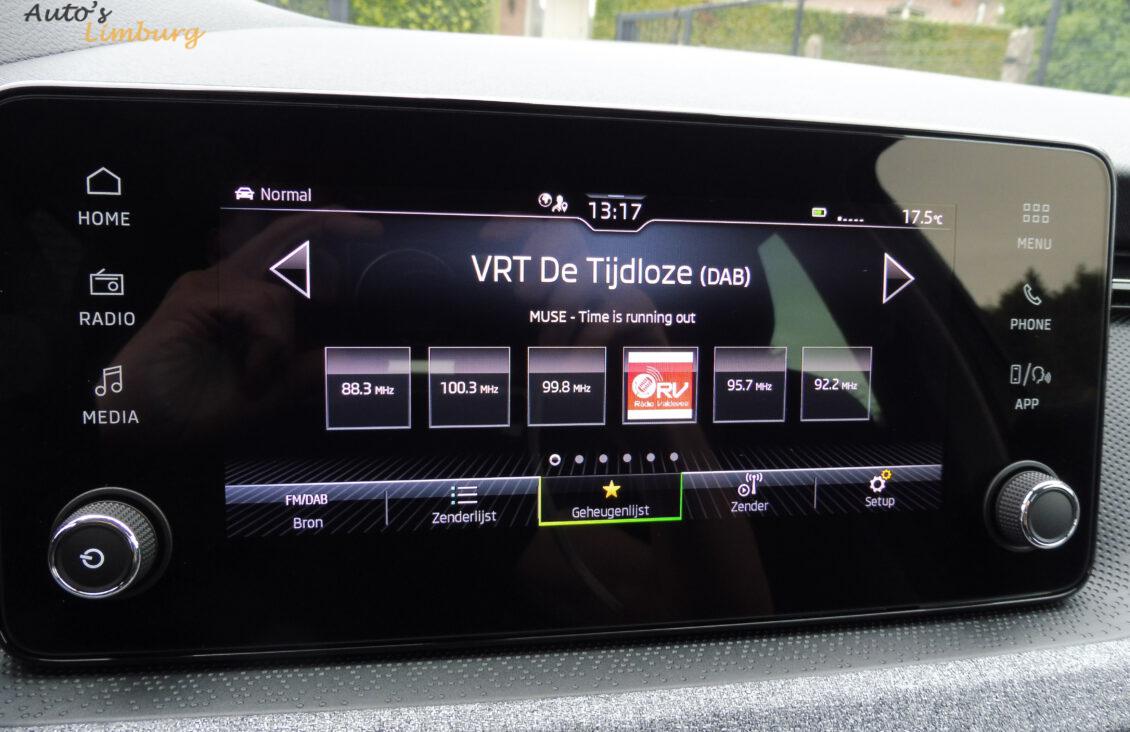 Auto's
Limburg
Normal
13:17
17.5°C
HOME
MENU
VRT De Tijdloze (DAB)
RADIO
PHONE
MUSE - Time is running out
MEDIA
APP
88.3 MHz
100.3 MHz
99.8 MHz
RV
Ràdio Valdevez
95.7 MHz
92.2 MHz
FM/DAB
Bron
Zenderlijst
Geheugenlijst
Zender
Setup